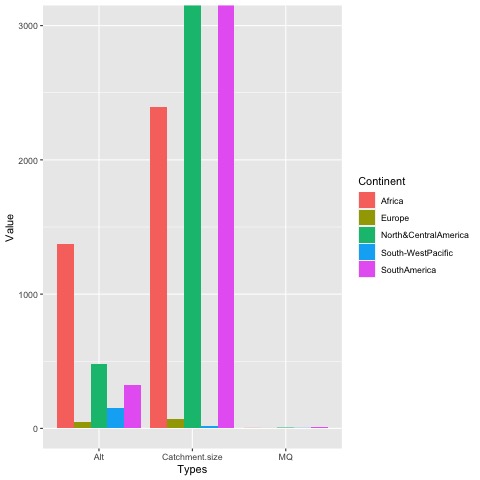 3000
2000
1000
0
Value
Alt
Catchment.size
MQ
Types
Continent
Africa
Europe
North&CentralAmerica
South-WestPacific
SouthAmerica